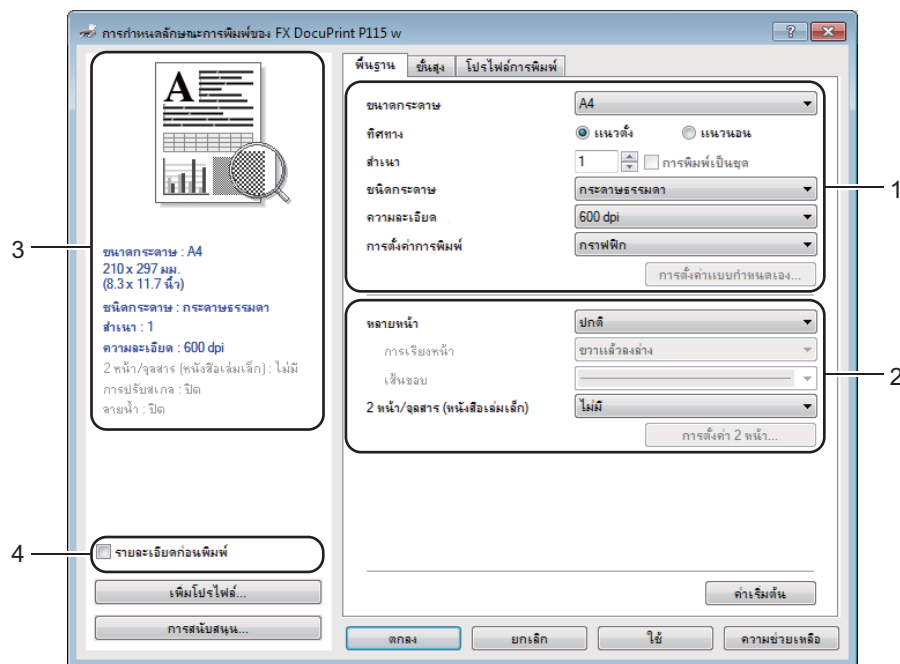 การกำหนดลักษณะการพิมพ์ของ FX DocuPrint P115 w
พื้นฐาน ขั้นสูง โปรไฟล์การพิมพ์
A
ขนาดกระดาษ A4
ทิศทาง แนวตั้ง แนวนอน
สำเนา 1 การพิมพ์เป็นชุด
ชนิดกระดาษ กระดาษธรรมดา
ความละเอียด 600 dpi
การตั้งค่าการพิมพ์ กราฟฟิก
การตั้งค่าแบบกำหนดเอง...
1
หลายหน้า ปกติ
การเรียงหน้า ขวาแล้วลงล่าง
เส้นขอบ
2 หน้า/จุลสาร (หนังสือเล่มเล็ก) ไม่มี
การตั้งค่า 2 หน้า...
2
3
ขนาดกระดาษ : A4
210 x 297 มม.
(8.3 x 11.7 นิ้ว)
ชนิดกระดาษ : กระดาษธรรมดา
สำเนา : 1
ความละเอียด : 600 dpi
2 หน้า/จุลสาร (หนังสือเล่มเล็ก) : ไม่มี
การปรับสเกล : ปิด
ลายน้ำ : ปิด
4
รายละเอียดก่อนพิมพ์
เพิ่มโปรไฟล์...
การสนับสนุน...
ค่าเริ่มต้น
ตกลง ยกเลิก ใช้ ความช่วยเหลือ